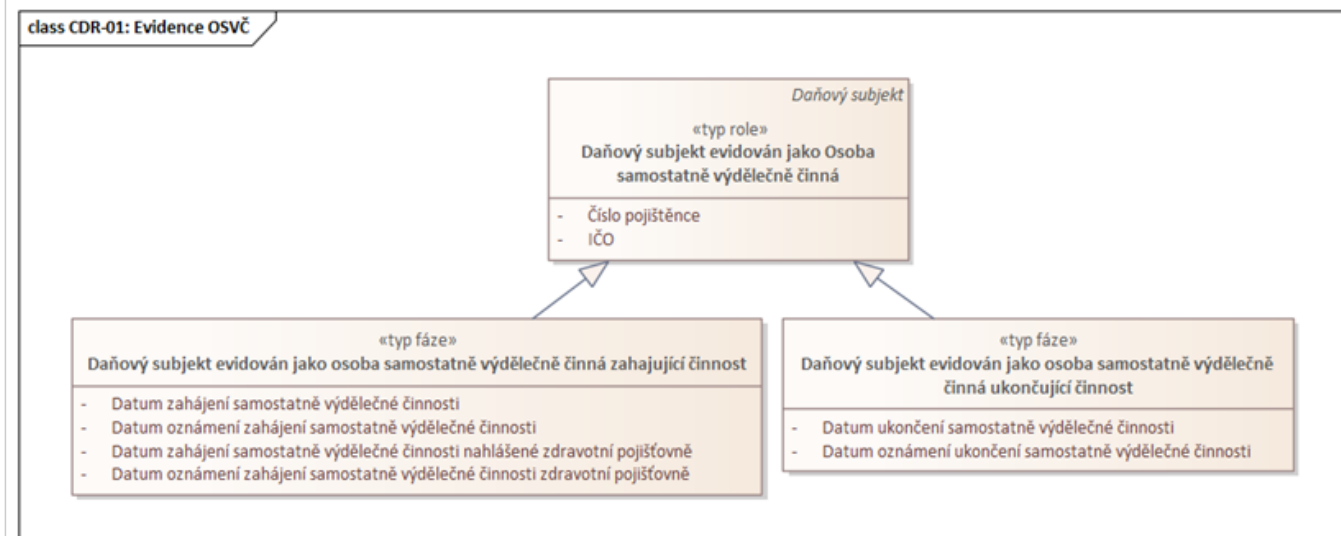 class CDR-01: Evidence OSVČ
Daňový subjekt
«typ role»
Daňový subjekt evidován jako Osoba
samostatně výdělečně činná
- Číslo pojištěnce
- IČO
«typ fáze»
Daňový subjekt evidován jako osoba samostatně výdělečně činná zahajující činnost
- Datum zahájení samostatně výdělečné činnosti
- Datum oznámení zahájení samostatně výdělečné činnosti
- Datum zahájení samostatně výdělečné činnosti nahlášené zdravotní pojišťovně
- Datum oznámení zahájení samostatně výdělečné činnosti zdravotní pojišťovně
«typ fáze»
Daňový subjekt evidován jako osoba samostatně výdělečně
činná ukončující činnost
- Datum ukončení samostatně výdělečné činnosti
- Datum oznámení ukončení samostatně výdělečné činnosti